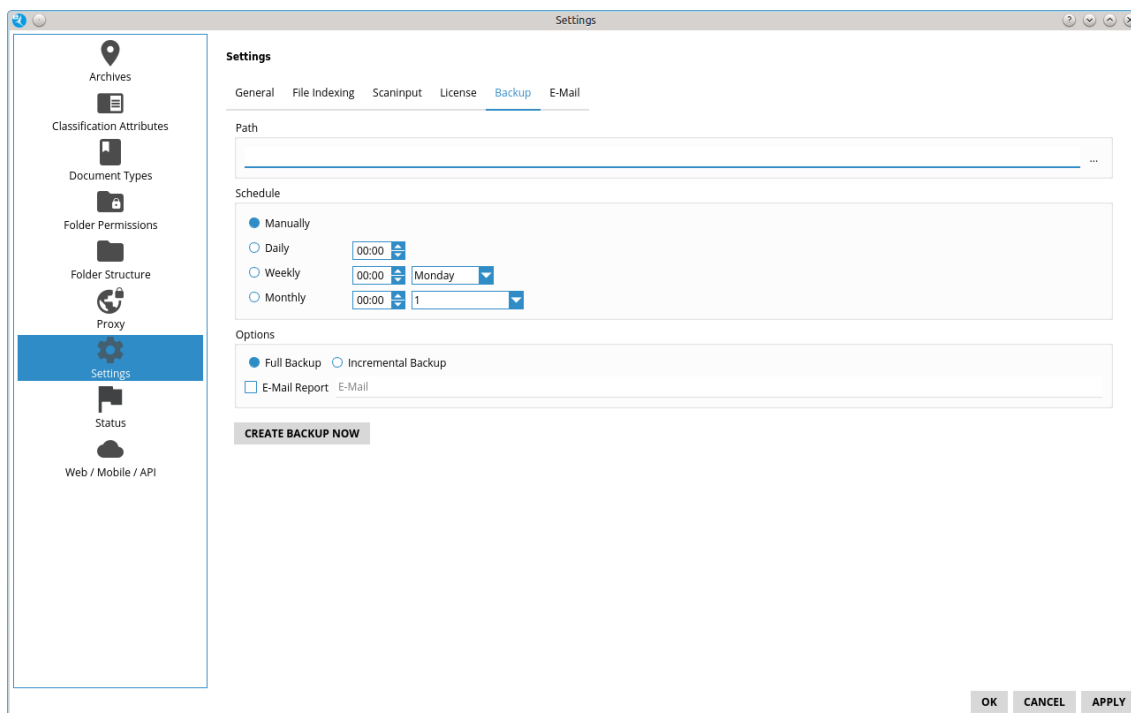 Settings
Archives
Classification Attributes
Document Types
Folder Permissions
Folder Structure
Proxy
Settings
Status
Web / Mobile / API
Settings
General File Indexing Scaninput License Backup E-Mail
Path
...
Schedule
Manually
Daily 00:00
Weekly 00:00 Monday
Monthly 00:00 1
Options
Full Backup Incremental Backup
E-Mail Report E-Mail
CREATE BACKUP NOW
OK CANCEL APPLY